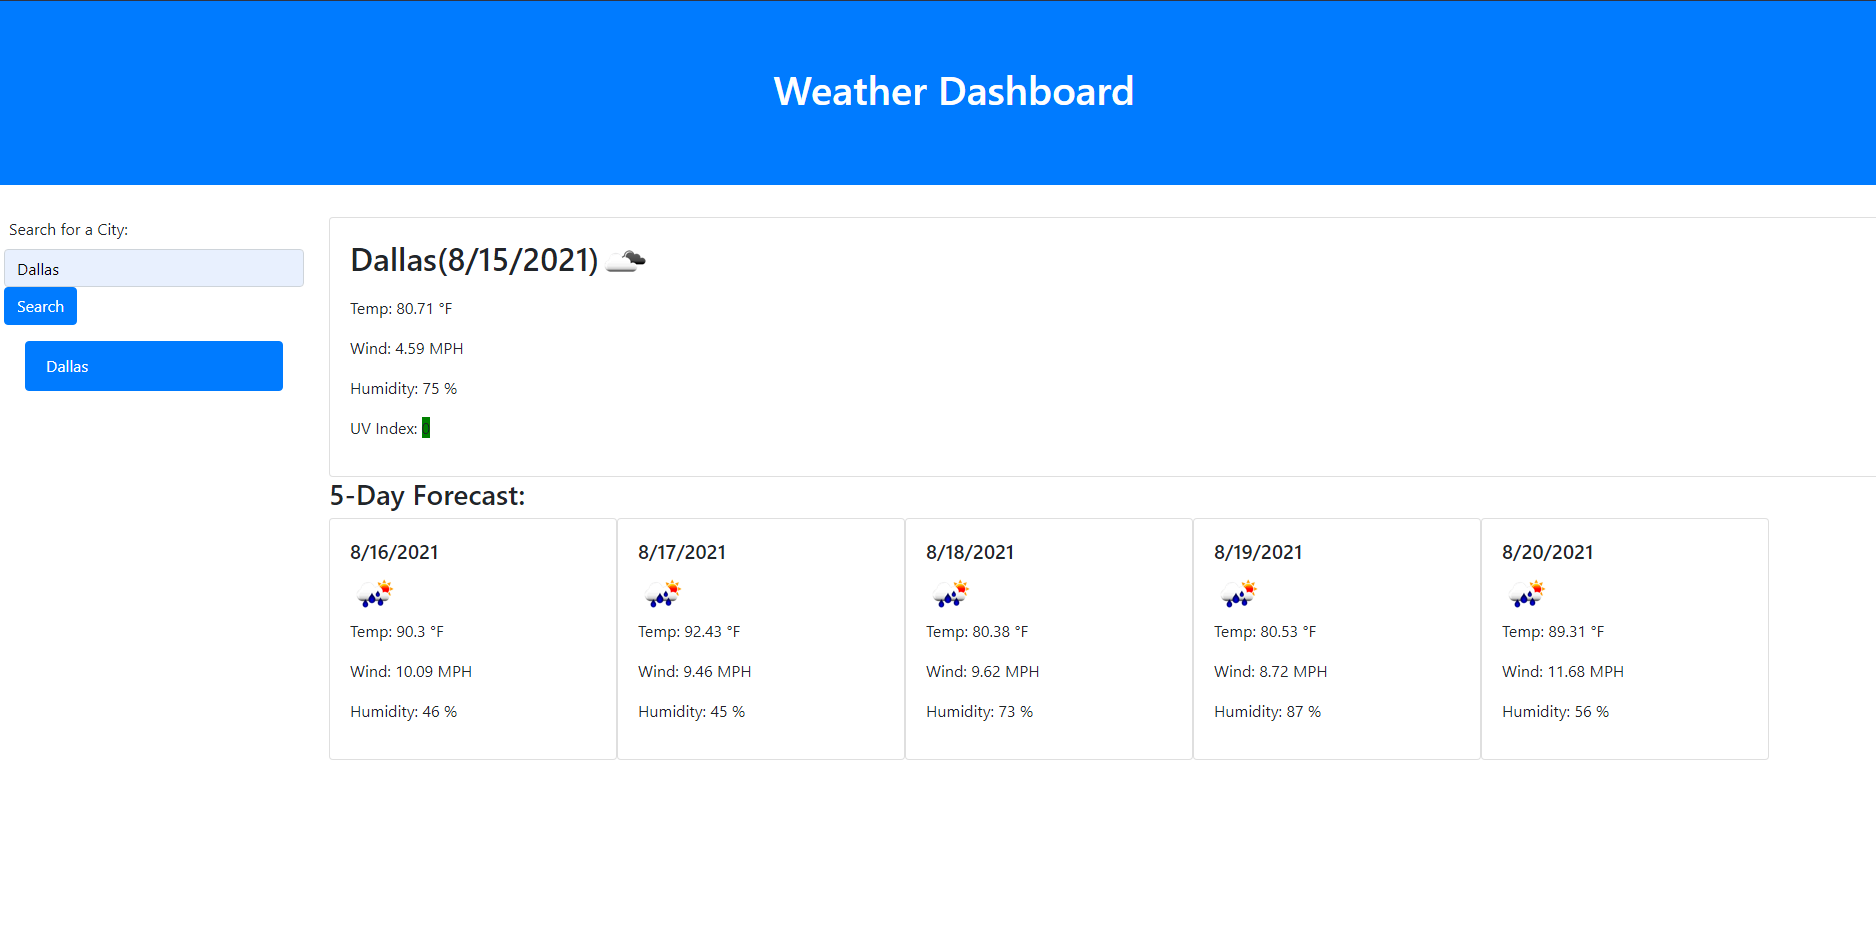 Weather Dashboard
Search for a City:
Dallas
Search
Dallas
Dallas(8/15/2021)
Temp: 80.71 °F
Wind: 4.59 MPH
Humidity: 75 %
UV Index: 0
5-Day Forecast:
8/16/2021
Temp: 90.3 °F
Wind: 10.09 MPH
Humidity: 46 %
8/17/2021
Temp: 92.43 °F
Wind: 9.46 MPH
Humidity: 45 %
8/18/2021
Temp: 80.38 °F
Wind: 9.62 MPH
Humidity: 73 %
8/19/2021
Temp: 80.53 °F
Wind: 8.72 MPH
Humidity: 87 %
8/20/2021
Temp: 89.31 °F
Wind: 11.68 MPH
Humidity: 56 %